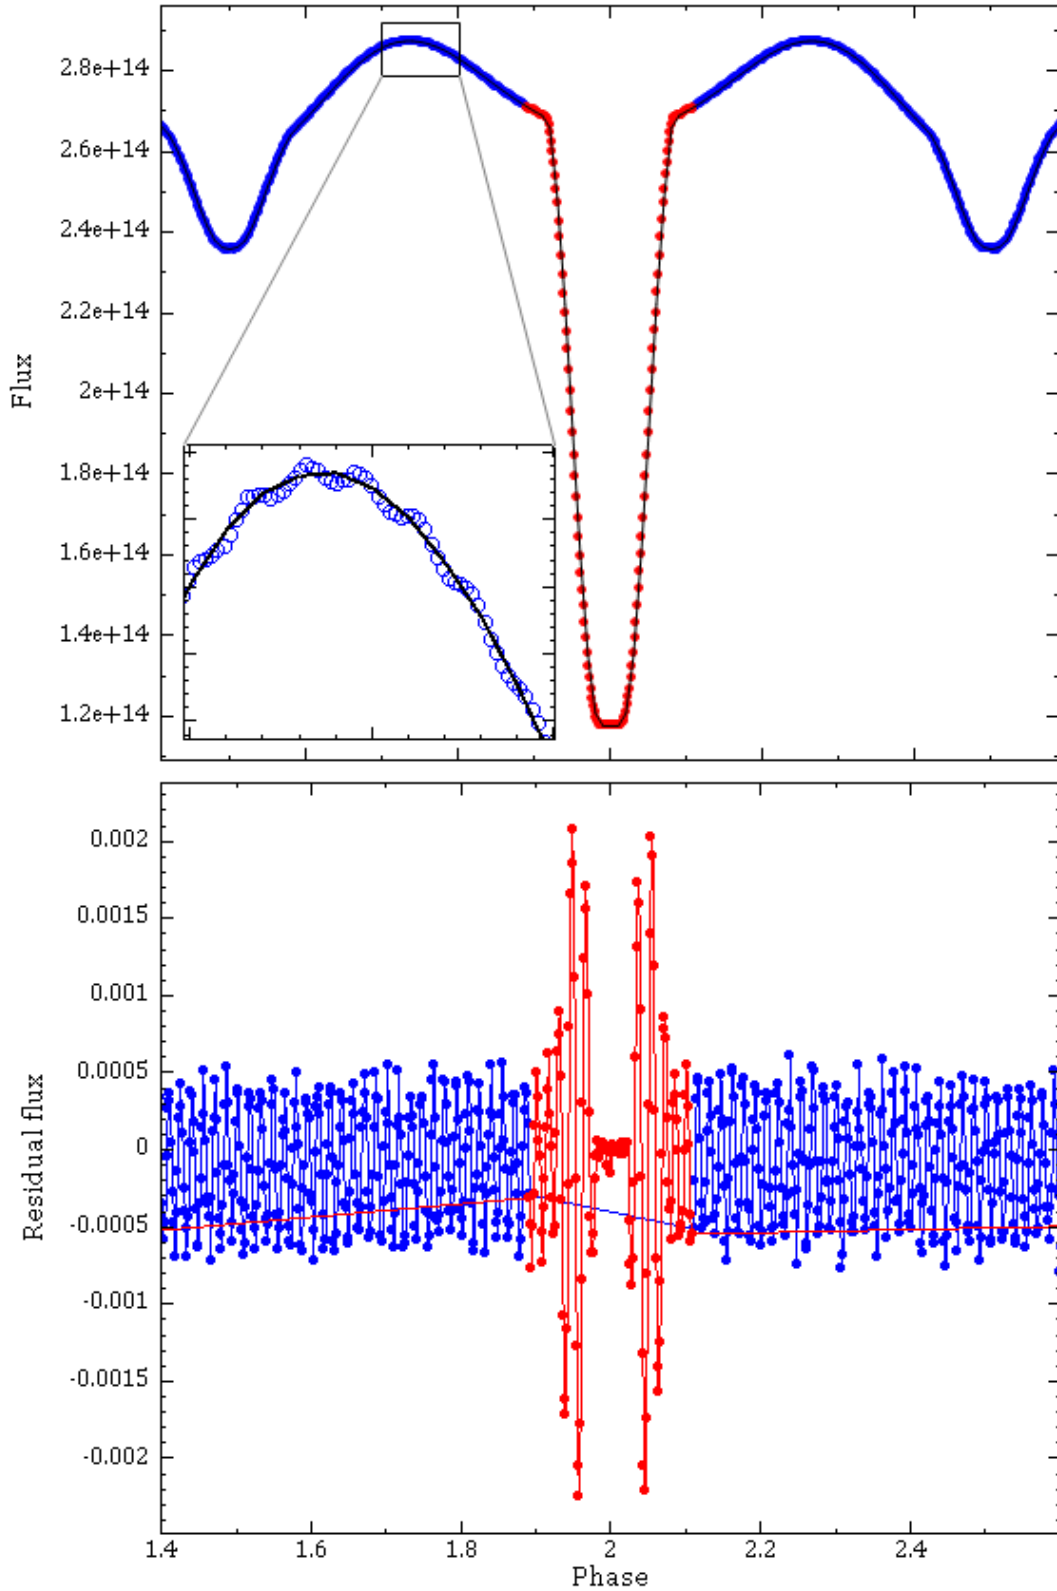 2.8e+14
2.6e+14
2.4e+14
2.2e+14
2e+14
1.8e+14
1.6e+14
1.4e+14
1.2e+14
Flux
0.002
0.0015
0.001
0.0005
0
-0.0005
-0.001
-0.0015
-0.002
Residual flux
1.4 1.6 1.8 2 2.2 2.4
Phase